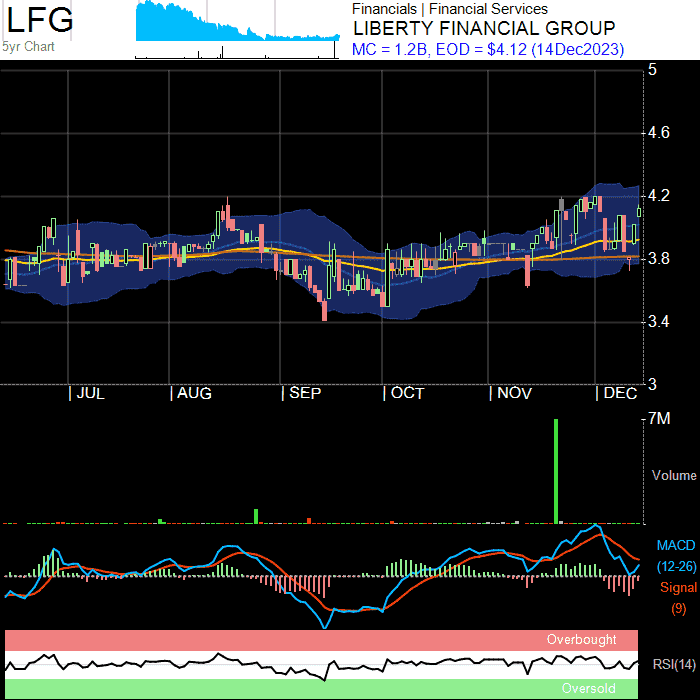 LFG
5yr Chart
Financials | Financial Services
LIBERTY FINANCIAL GROUP
MC = 1.2B, EOD = $4.12 (14Dec2023)
5
4.6
4.2
3.8
3.4
3
| JUL | AUG | SEP | OCT | NOV | DEC
7M
Volume
MACD
(12-26)
Signal
(9)
Overbought
RSI(14)
Oversold